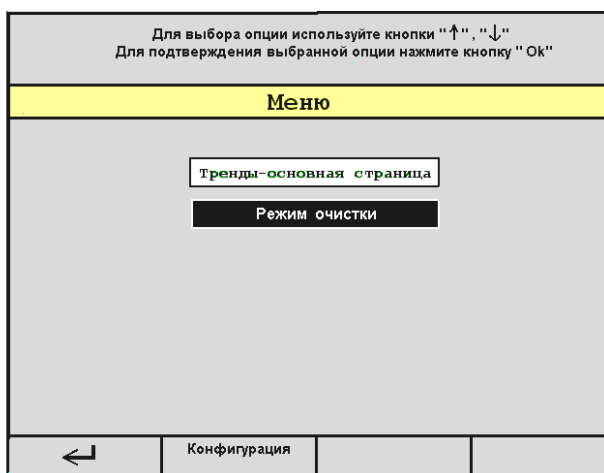 Для выбора опции используйте кнопки "↑", "↓"
Для подтверждения выбранной опции нажмите кнопку "Ok"
Меню
Тренды-основная страница
Режим очистки
Конфигурация